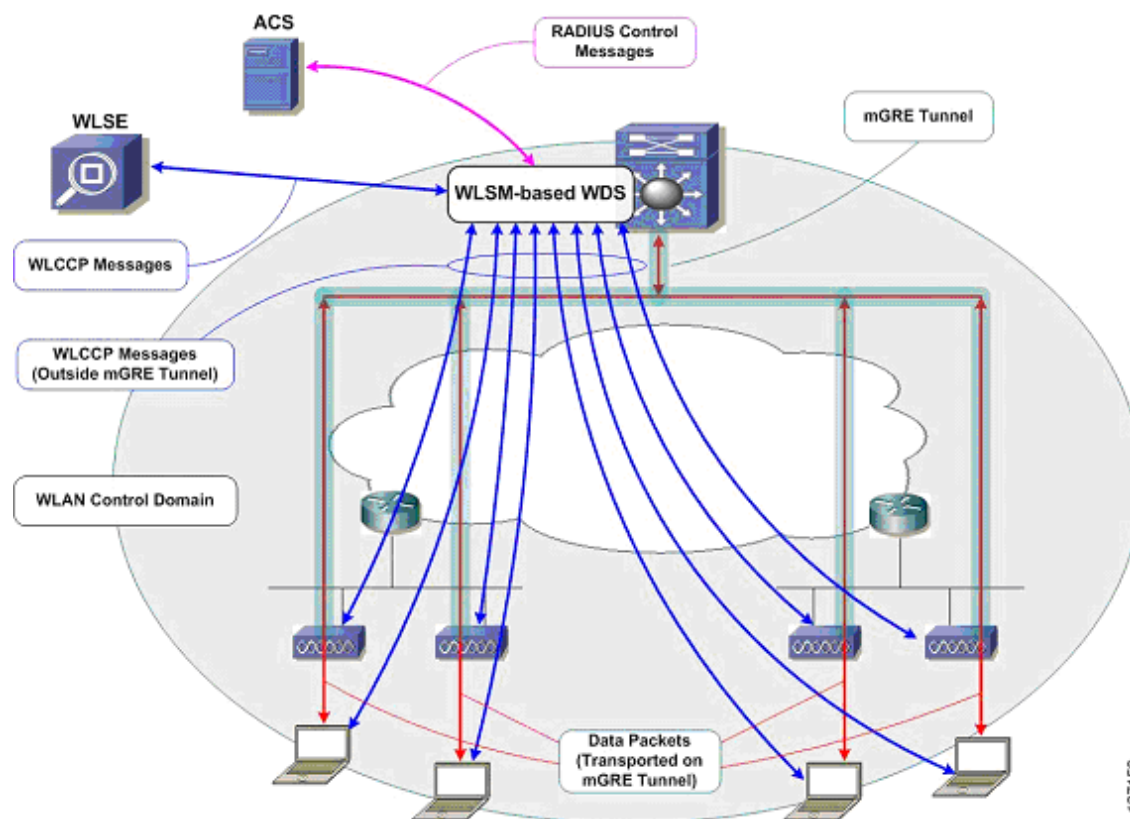 ACS
RADIUS Control
Messages
WLSE
mGRE Tunnel
WLSM-based WDS
WLCCP Messages
WLCCP Messages
(Outside mGRE Tunnel)
WLAN Control Domain
Data Packets
(Transported on
mGRE Tunnel)